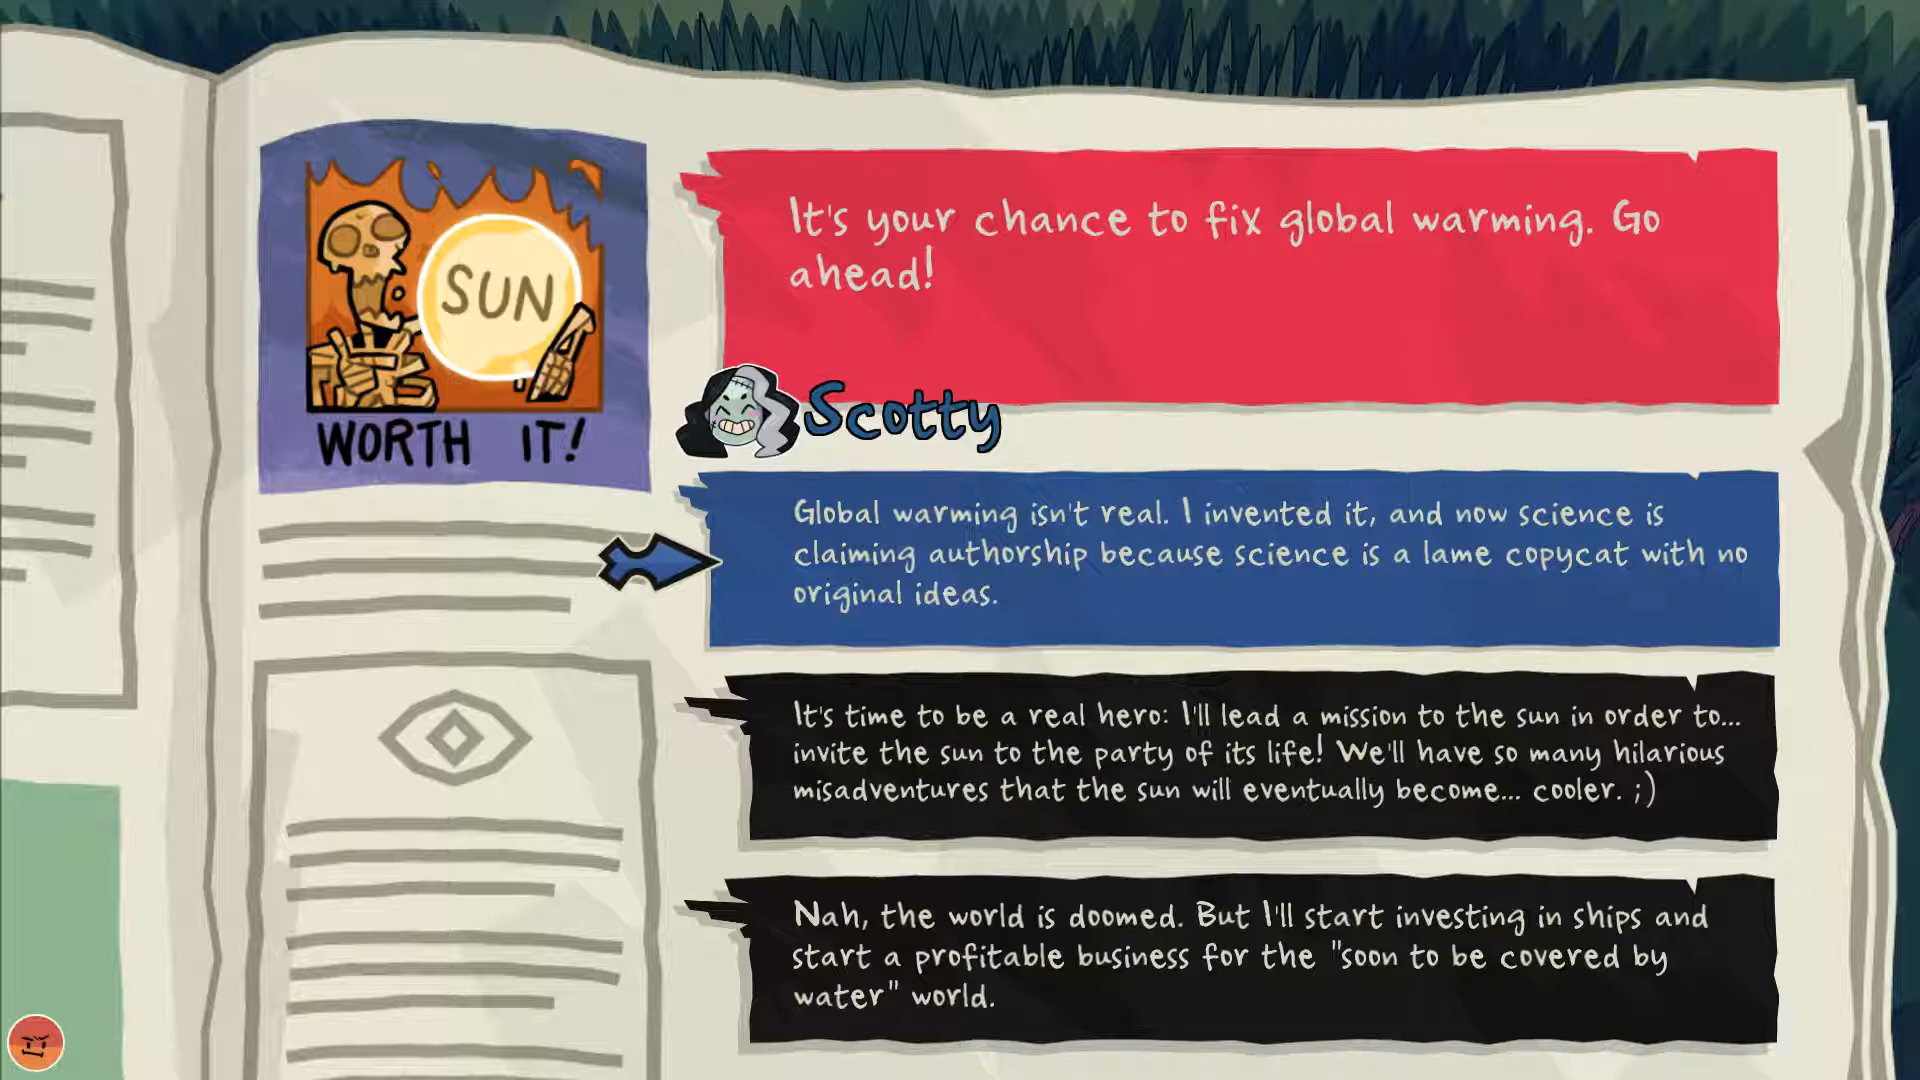 SUN
WORTH IT!
It's your chance to fix global warming. Go
ahead!
Scotty
Global warming isn't real. I invented it, and now science is
claiming authorship because science is a lame copycat with no
original ideas.
It's time to be a real hero: I'll lead a mission to the sun in order to...
invite the sun to the party of its life! We'll have so many hilarious
misadventures that the sun will eventually become... cooler. ;)
Nah, the world is doomed. But I'll start investing in ships and
start a profitable business for the "soon to be covered by
water" world.